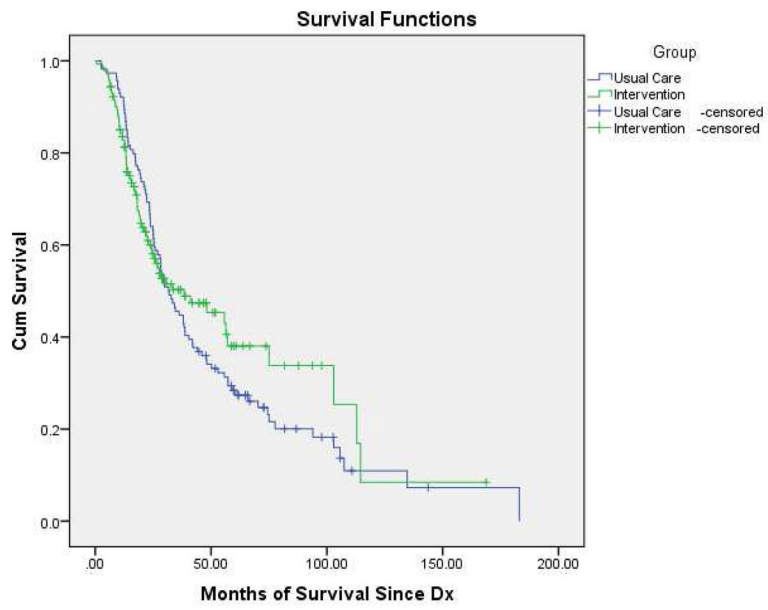 Survival Functions
Group
Usual Care
Intervention
Usual Care -censored
Intervention -censored
1.0
0.8
0.6
0.4
0.2
0.0
Cum Survival
.00 50.00 100.00 150.00 200.00
Months of Survival Since Dx